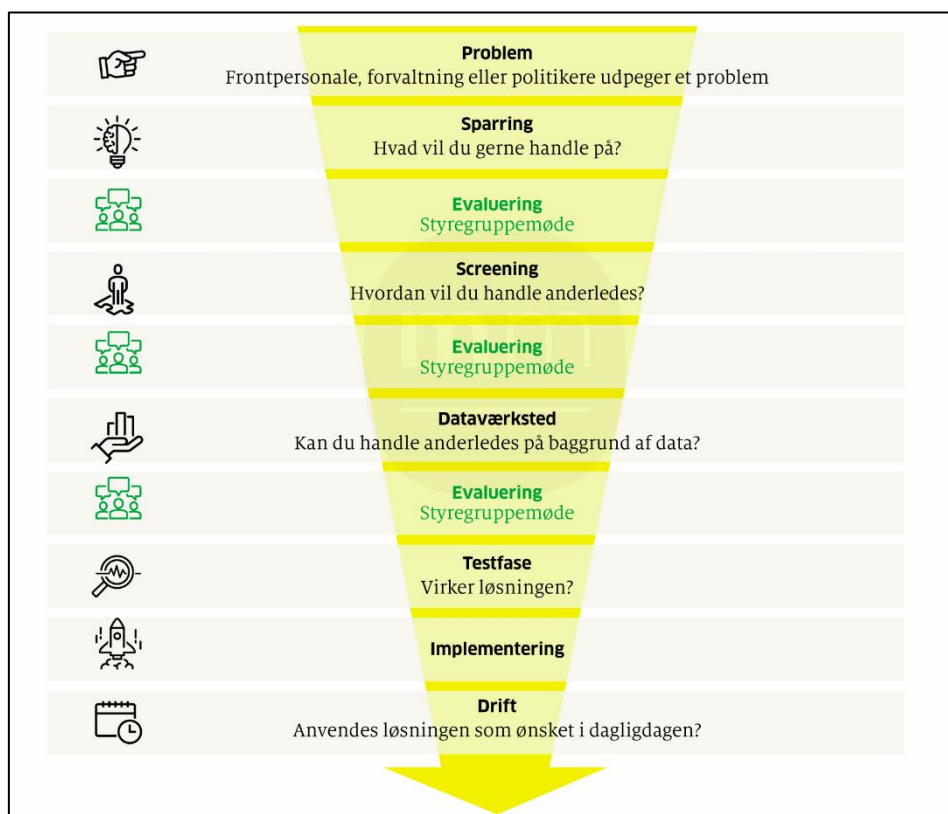 Problem
Frontpersonale, forvaltning eller politikere udpeger et problem
Sparring
Hvad vil du gerne handle på?
Evaluering
Styregruppemøde
Screening
Hvordan vil du handle anderledes?
mm
Evaluering
Styregruppemøde
Dataværksted
Kan du handle anderledes på baggrund af data?
Evaluering
Styregruppemøde
Testfase
Virker løsningen?
Implementering
Drift
Anvendes løsningen som ønsket i dagligdagen?